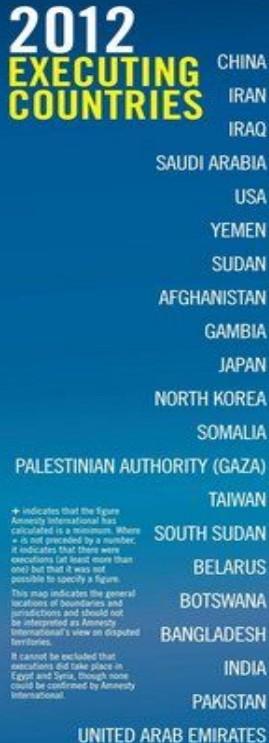 2012
EXECUTING
COUNTRIES
CHINA
IRAN
IRAQ
SAUDI ARABIA
USA
YEMEN
SUDAN
AFGHANISTAN
GAMBIA
JAPAN
NORTH KOREA
SOMALIA
PALESTINIAN AUTHORITY (GAZA)
TAIWAN
SOUTH SUDAN
BELARUS
BOTSWANA
BANGLADESH
INDIA
PAKISTAN
UNITED ARAB EMIRATES
+ indicates that the figure
Amnesty International has
calculated is a minimum. Where
+ is not preceded by a number,
it indicates that there were
executions (at least more than
one) but that it was not
possible to specify a figure.
This map indicates the general
locations of boundaries and
jurisdictions and should not
be interpreted as Amnesty
International's view on disputed
territories.
It cannot be excluded that
executions did take place in
Egypt and Syria, though none
could be confirmed by Amnesty
International.